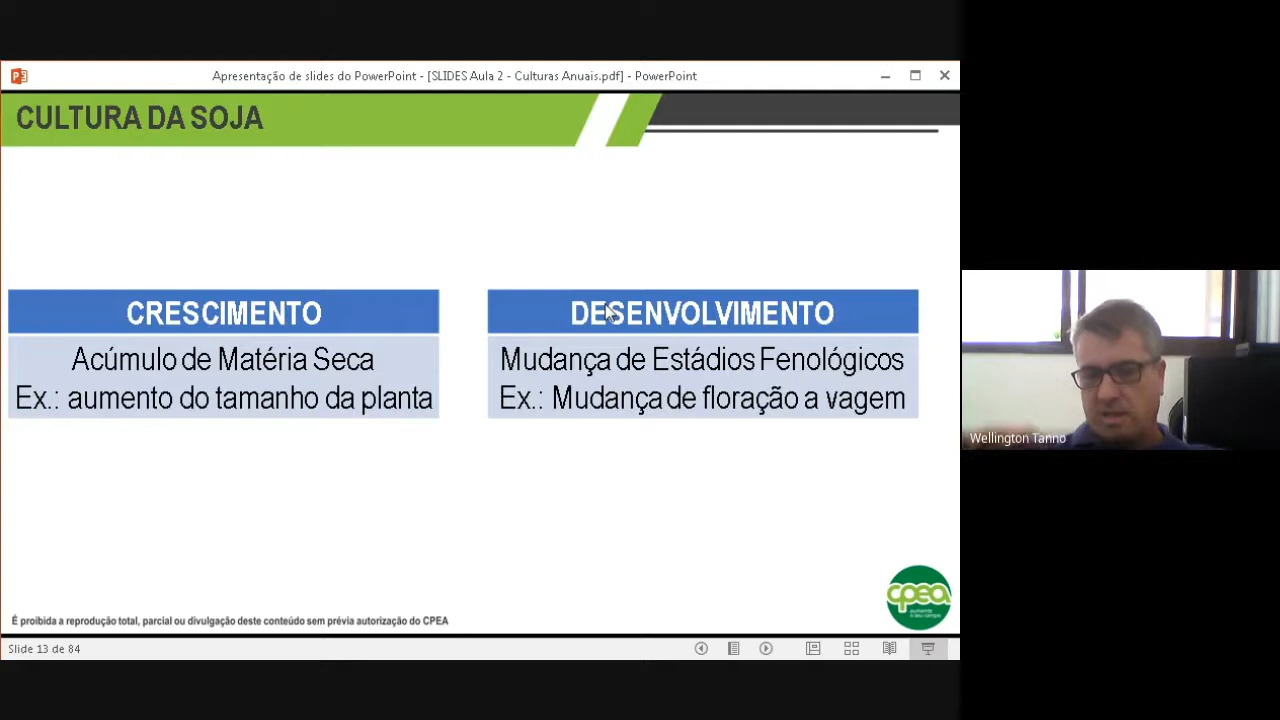 Apresentação de slides do PowerPoint - [SLIDES Aula 2 - Culturas Anuais.pdf] - PowerPoint
CULTURA DA SOJA
CRESCIMENTO
Acúmulo de Matéria Seca
Ex.: aumento do tamanho da planta
DESENVOLVIMENTO
Mudança de Estádios Fenológicos
Ex.: Mudança de floração a vagem
Wellington Tanno
cpea
É proibida a reprodução total, parcial ou divulgação deste conteúdo sem prévia autorização do CPEA
Slide 13 de 84